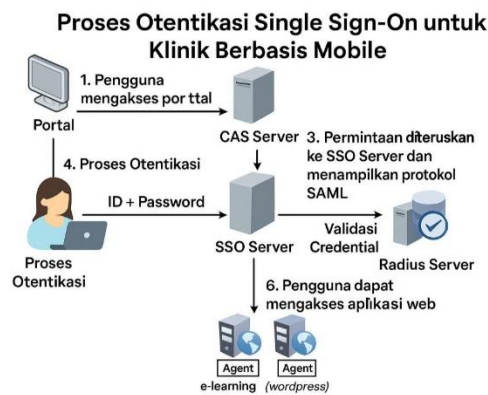 Proses Otentikasi Single Sign-On untuk
Klinik Berbasis Mobile
1. Pengguna
mengakses por ttal
Portal
CAS Server
3. Permintaan diteruskan
ke SSO Server dan
menampilkan protokol
SAML
4. Proses Otentikasi
ID + Password
Proses
Otentikasi
SSO Server
Validasi
Credential
Radius Server
6. Pengguna dapat
mengakses aplikasi web
Agent
Agent
e-learning
(wordpress)